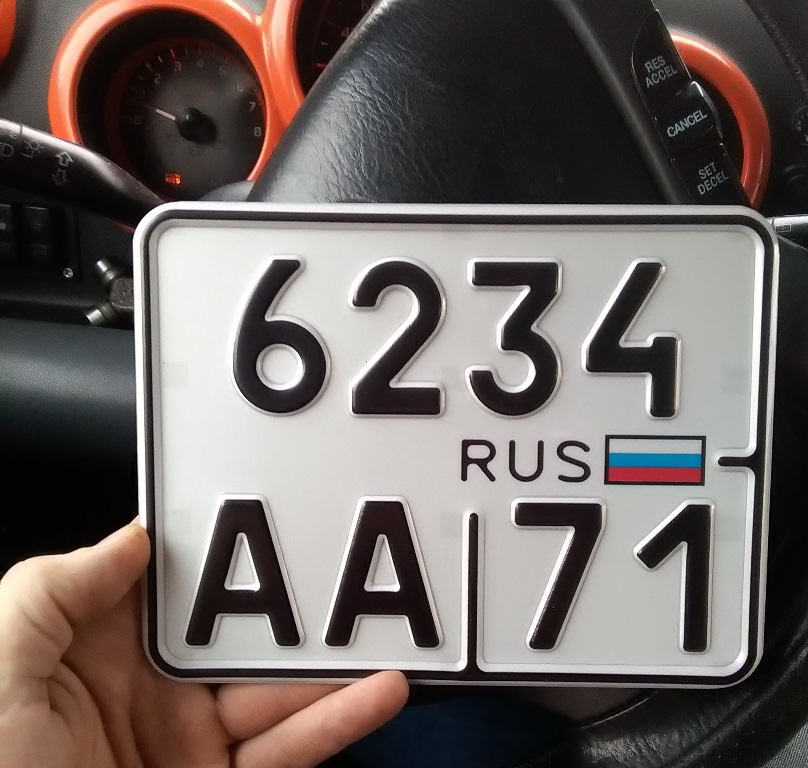 RES
ACCEL
CANCEL
SET
DECEL
6234
RUS
AA 71